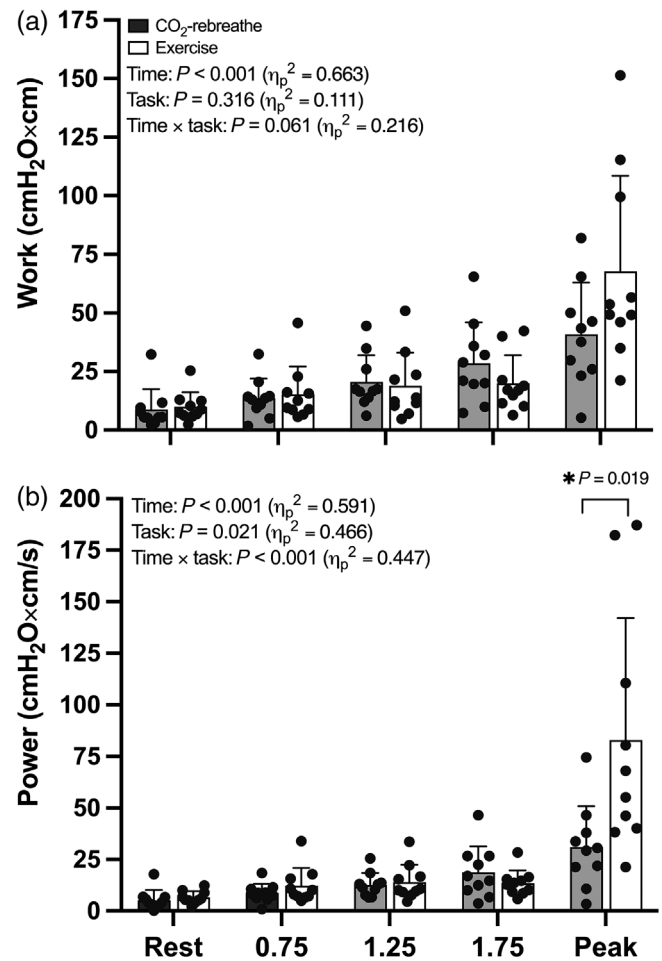 (a)
CO₂-rebreathe
Exercise
Time: P < 0.001 (ηₚ² = 0.663)
Task: P = 0.316 (ηₚ² = 0.111)
Time × task: P = 0.061 (ηₚ² = 0.216)
Work (cmH₂O×cm)
175
150
125
100
75
50
25
0
(b)
✱ P = 0.019
Time: P < 0.001 (ηₚ² = 0.591)
Task: P = 0.021 (ηₚ² = 0.466)
Time × task: P < 0.001 (ηₚ² = 0.447)
Power (cmH₂O×cm/s)
200
175
150
125
100
75
50
25
0
Rest 0.75 1.25 1.75 Peak